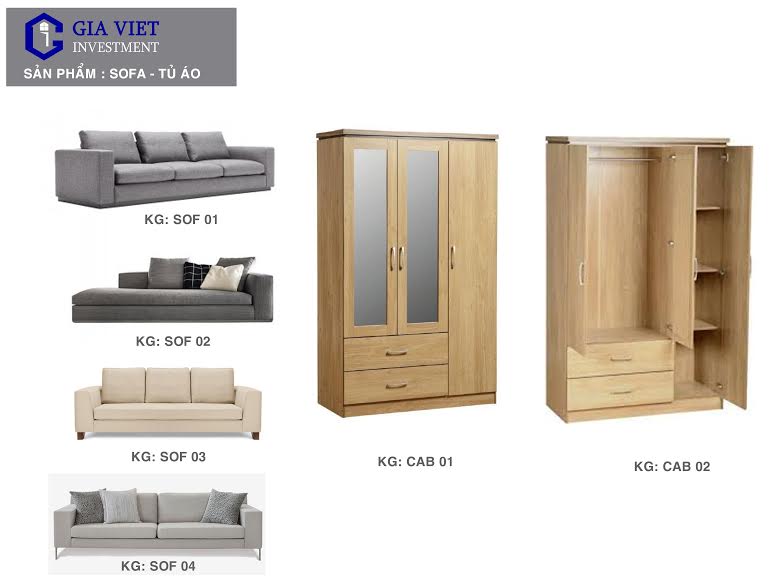 GIA VIET
INVESTMENT
SẢN PHẨM : SOFA - TỦ ÁO
KG: SOF 01
KG: SOF 02
KG: SOF 03
KG: SOF 04
KG: CAB 01
KG: CAB 02